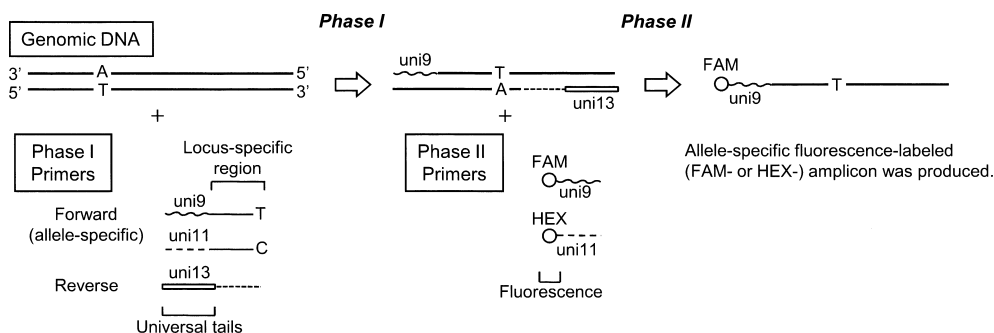 Phase I
Phase II
Genomic DNA
3’ A 5’
5’ T 3’
+
Phase I
Primers
Locus-specific
region
Forward
(allele-specific)
uni9
T
uni11
C
Reverse
uni13
Universal tails
uni9
T
A
uni13
+
Phase II
Primers
FAM
uni9
HEX
uni11
Fluorescence
FAM
uni9
T
Allele-specific fluorescence-labeled
(FAM- or HEX-) amplicon was produced.